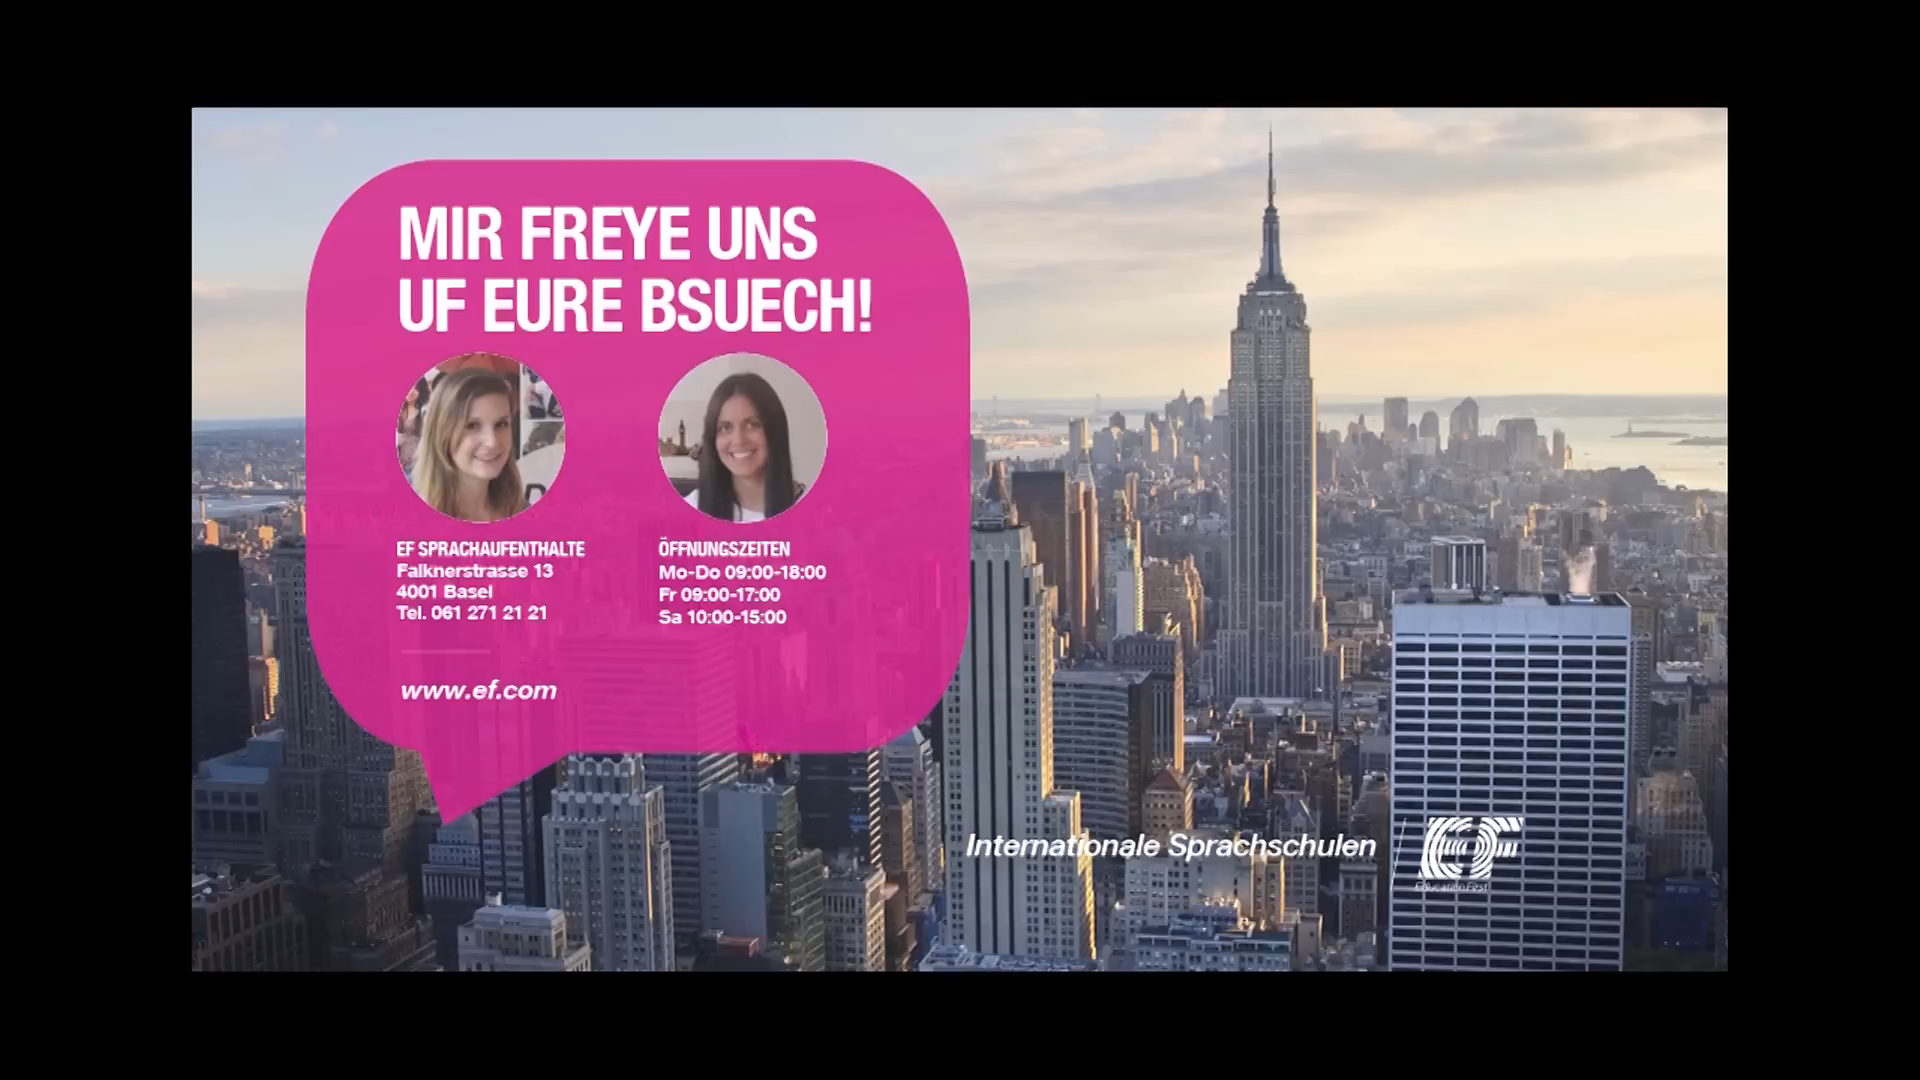 MIR FREYE UNS
UF EURE BSUECH!
EF SPRACHAUFENTHALTE
Falknerstrasse 13
4001 Basel
Tel. 061 271 21 21
ÖFFNUNGSZEITEN
Mo-Do 09:00-18:00
Fr 09:00-17:00
Sa 10:00-15:00
www.ef.com
Internationale Sprachschulen
EF
Education First